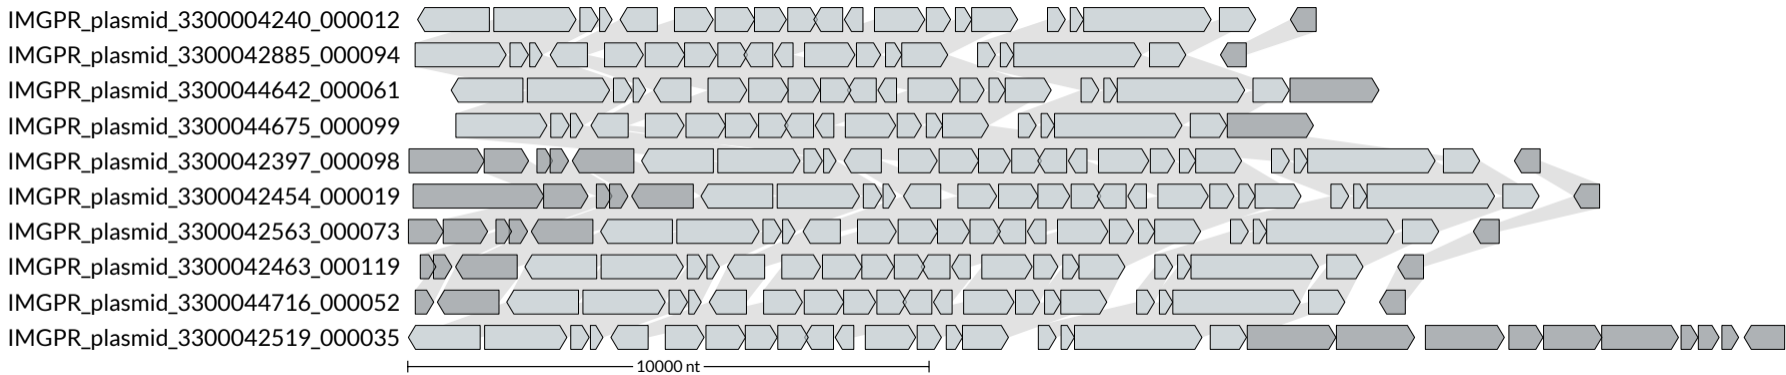 IMGPR_plasmid_3300004240_000012
IMGPR_plasmid_3300042885_000094
IMGPR_plasmid_3300044642_000061
IMGPR_plasmid_3300044675_000099
IMGPR_plasmid_3300042397_000098
IMGPR_plasmid_3300042454_000019
IMGPR_plasmid_3300042563_000073
IMGPR_plasmid_3300042463_000119
IMGPR_plasmid_3300044716_000052
IMGPR_plasmid_3300042519_000035
10000 nt